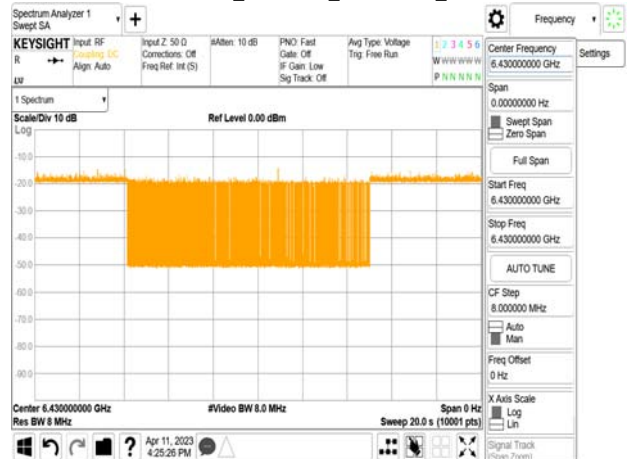 Spectrum Analyzer 1
Swept SA
Frequency
KEYSIGHT
Input: RF
Coupling: DC
Align: Auto
Input Z: 50 Ω
Corrections: Off
Freq Ref: Int (S)
#Atten: 10 dB
PNO: Fast
Gate: Off
IF Gain: Low
Sig Track: Off
Avg Type: Voltage
Trig: Free Run
1 2 3 4 5 6
W W W W W W
P N N N N N
R
LW
Center Frequency
6.430000000 GHz
Settings
Span
0.00000000 Hz
Swept Span
Zero Span
Full Span
Start Freq
6.430000000 GHz
Stop Freq
6.430000000 GHz
AUTO TUNE
CF Step
8.000000 MHz
Auto
Man
Freq Offset
0 Hz
X Axis Scale
Log
Lin
Signal Track
(Span Zoom)
1 Spectrum
Scale/Div 10 dB
Ref Level 0.00 dBm
Log
-10.0
-20.0
-30.0
-40.0
-50.0
-60.0
-70.0
-80.0
-90.0
Center 6.430000000 GHz
#Video BW 8.0 MHz
Span 0 Hz
Res BW 8 MHz
Sweep 20.0 s (10001 pts)
Apr 11, 2023
4:25:26 PM